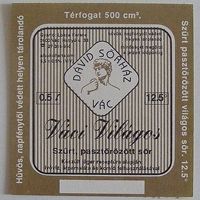 Térfogat 500 cm³.
Hűvös, napfénytől védett helyen tárolandó
DAVID SÖRHÁZ
VÁC
0.5 l
12.5°
Váci Világos
Szűrt, pasztőrözött sör
Szűrt pasztőrözött világos sör, 12.5°